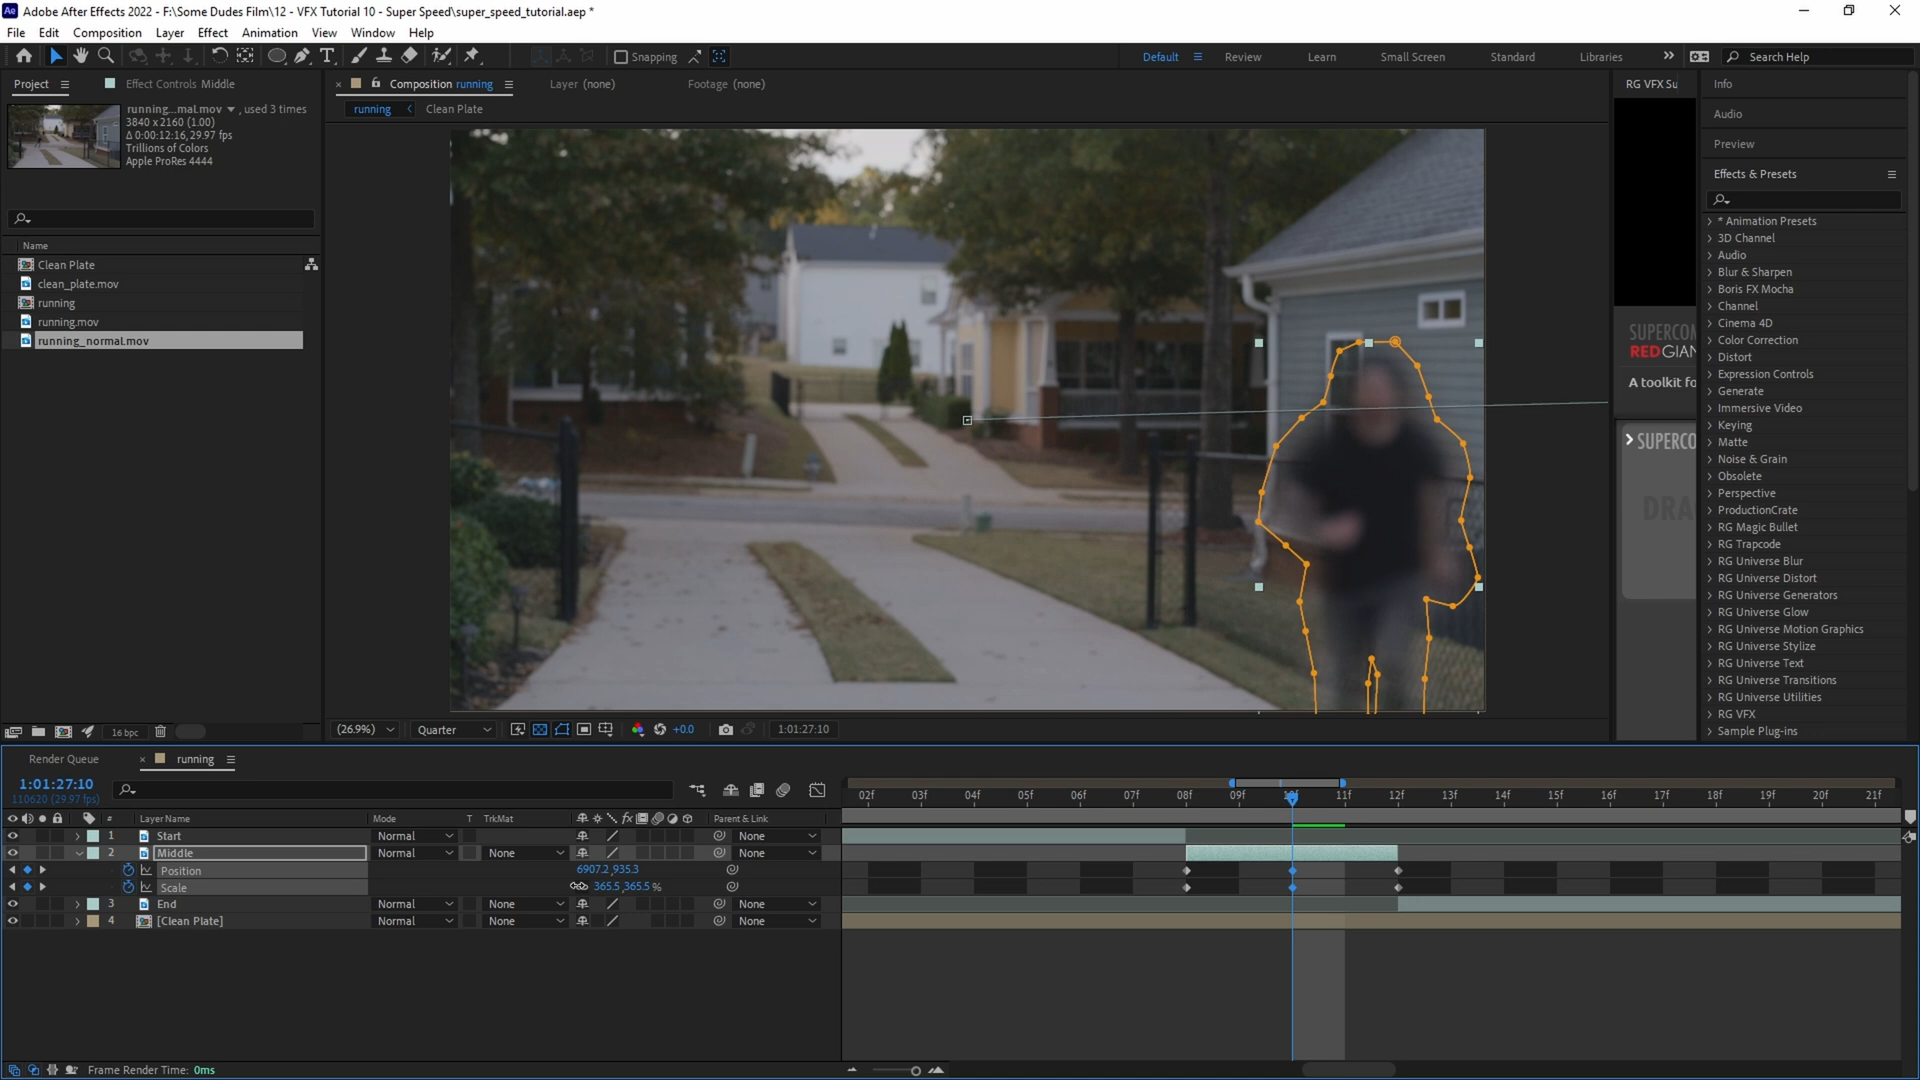 Adobe After Effects 2022 - F:\Some Dudes Film\12 - VFX Tutorial 10 - Super Speed\super_speed_tutorial.aep *
File Edit Composition Layer Effect Animation View Window Help
Snapping
Default Review Learn Small Screen Standard Libraries Search Help
Project Effect Controls Middle
running...mal.mov , used 3 times
3840 x 2160 (1.00)
Δ 0:00:12:16, 29.97 fps
Trillions of Colors
Apple ProRes 4444
Name
Clean Plate
clean_plate.mov
running
running.mov
running_normal.mov
16 bpc
Composition running Layer (none) Footage (none)
running Clean Plate
(26.9%) Quarter +0.0 1:01:27:10
RG VFX Su
SUPERCOM
RED GIAN
A toolkit fo
SUPERCO
DRA
Info
Audio
Preview
Effects & Presets
* Animation Presets
3D Channel
Audio
Blur & Sharpen
Boris FX Mocha
Channel
Cinema 4D
Color Correction
Distort
Expression Controls
Generate
Immersive Video
Keying
Matte
Noise & Grain
Obsolete
Perspective
ProductionCrate
RG Magic Bullet
RG Trapcode
RG Universe Blur
RG Universe Distort
RG Universe Generators
RG Universe Glow
RG Universe Motion Graphics
RG Universe Stylize
RG Universe Text
RG Universe Transitions
RG Universe Utilities
RG VFX
Sample Plug-ins
Render Queue running
1:01:27:10
110620 (29.97 fps)
02f 03f 04f 05f 06f 07f 08f 09f 10f 11f 12f 13f 14f 15f 16f 17f 18f 19f 20f 21f
# Layer Name Mode T TrkMat Parent & Link
1 Start Normal None
2 Middle Normal None None
Position 6907.2,935.3
Scale 365.5,365.5 %
3 End Normal None None
4 [Clean Plate] Normal None None
Frame Render Time: 0ms